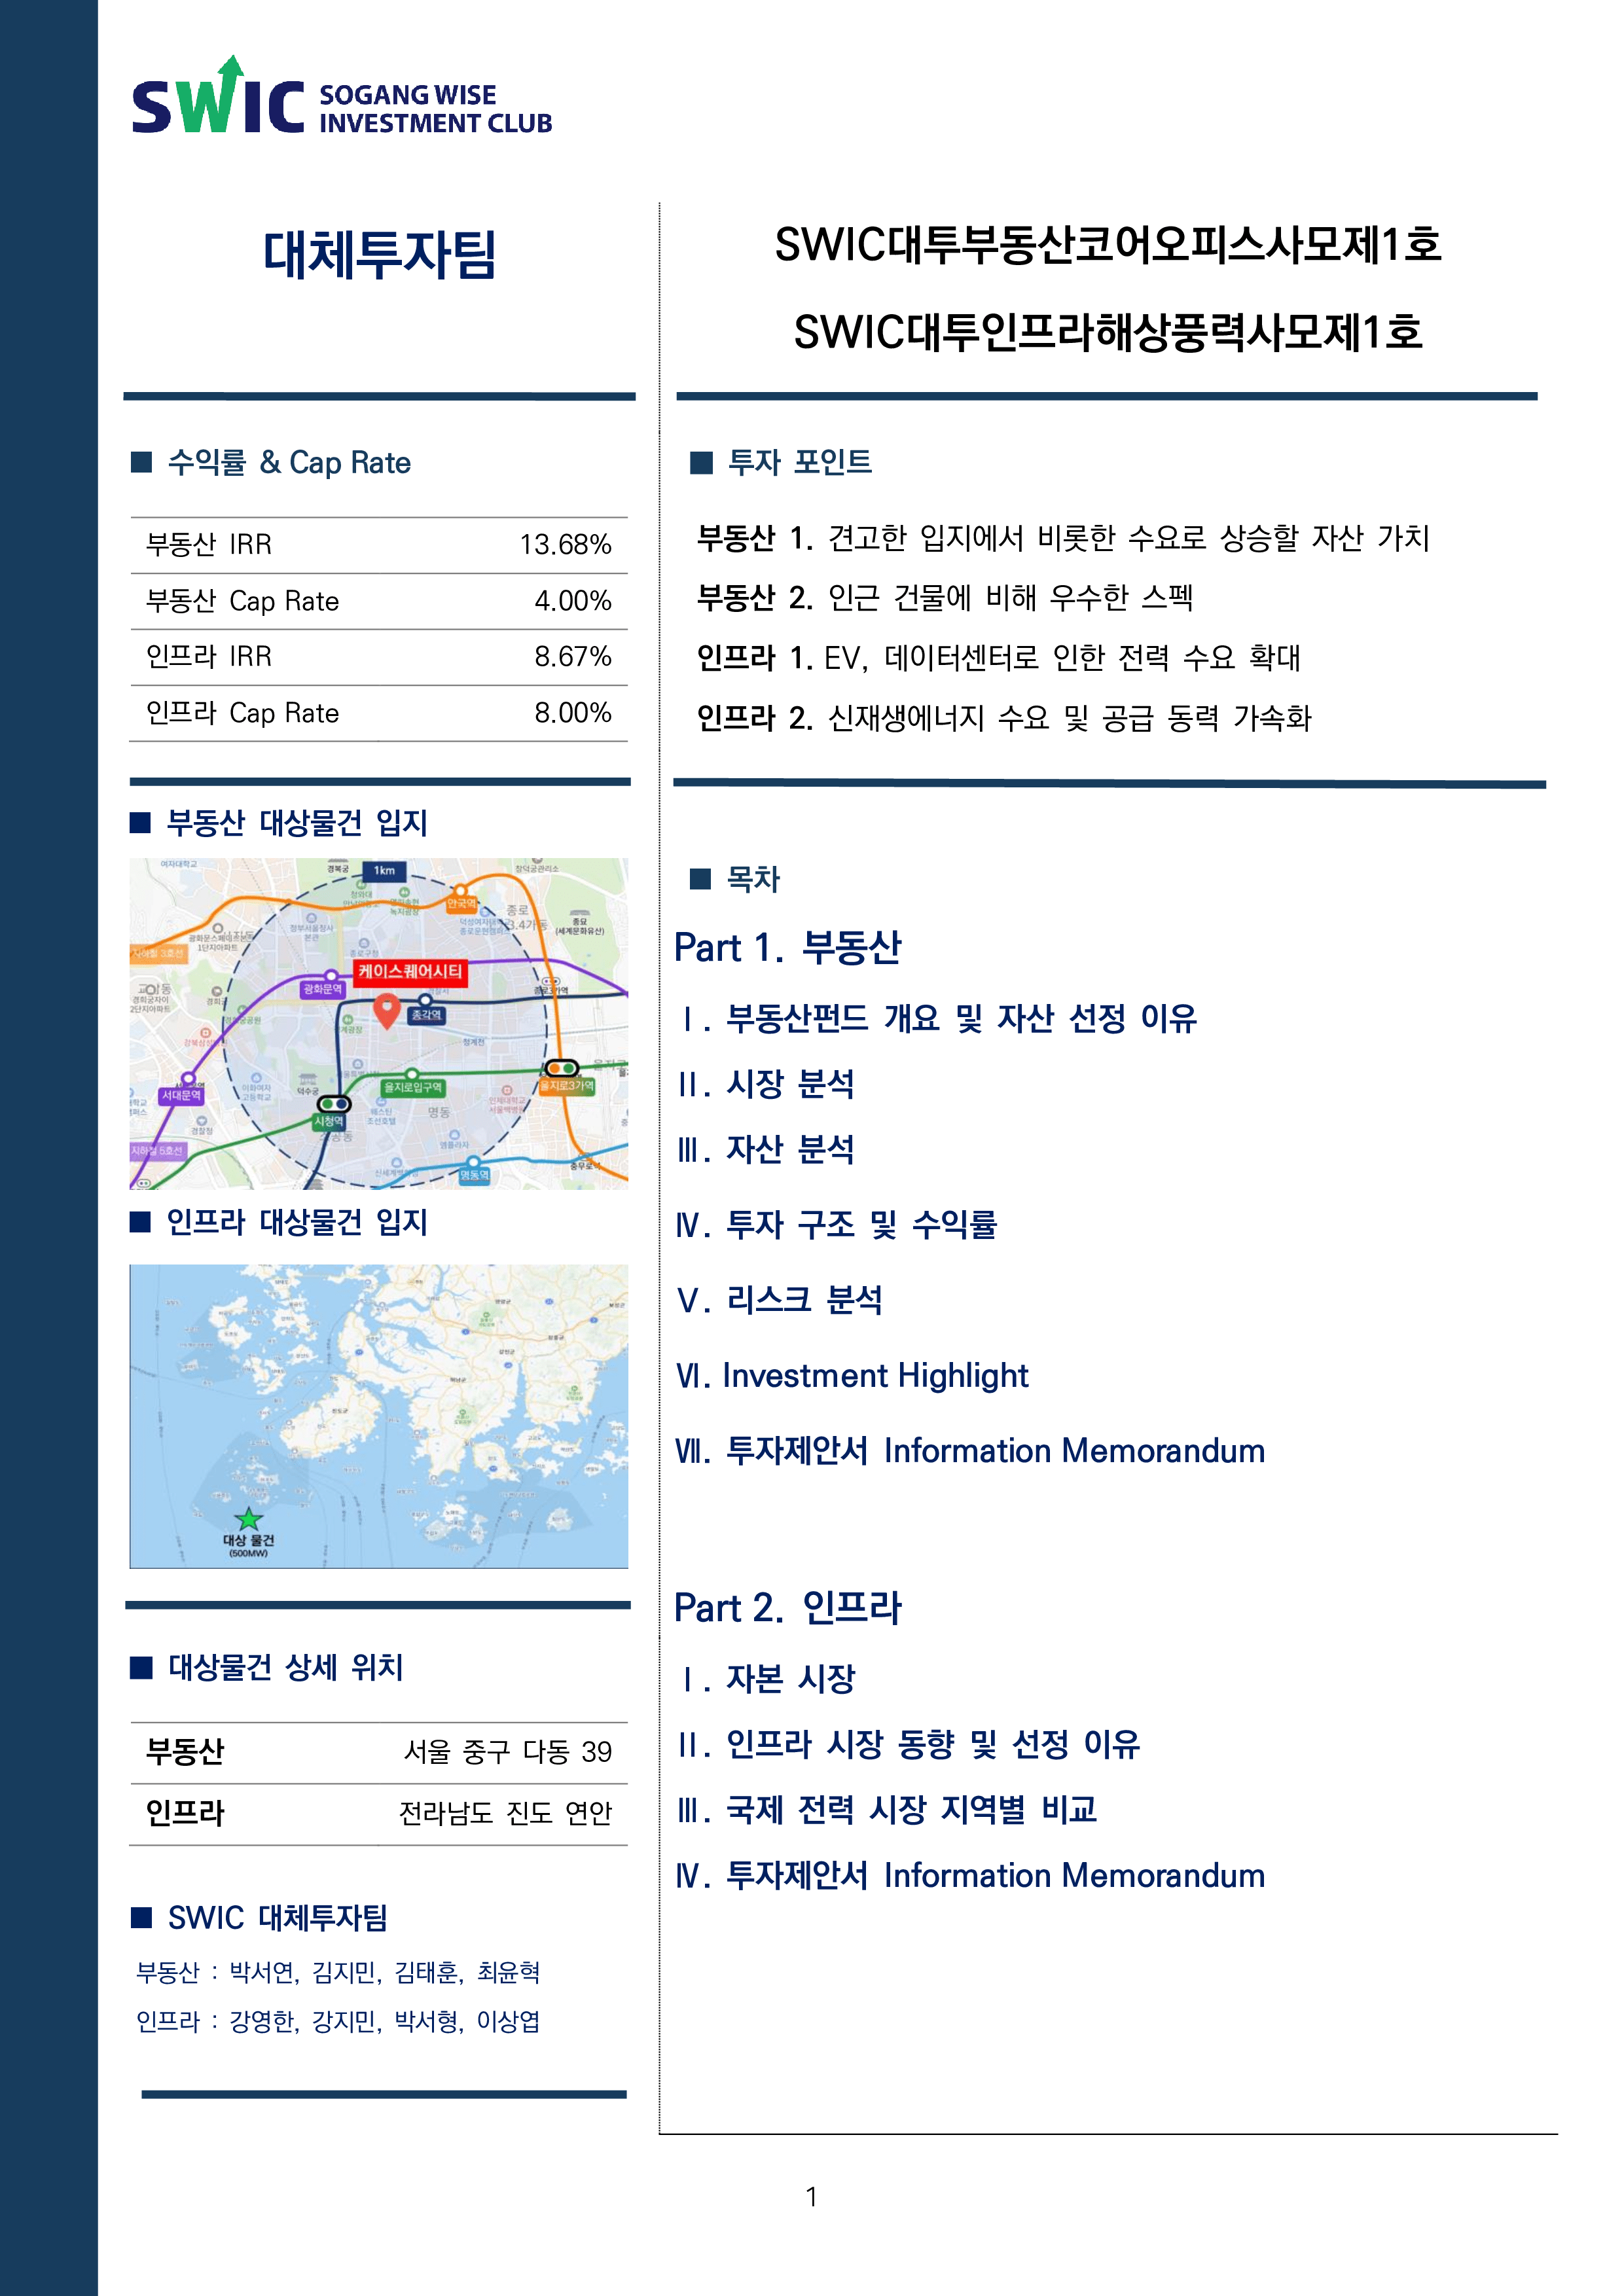 SWIC SOGANG WISE
INVESTMENT CLUB
대체투자팀
SWIC대투부동산코어오피스사모제1호
SWIC대투인프라해상풍력사모제1호
■ 수익률 & Cap Rate
부동산 IRR 13.68%
부동산 Cap Rate 4.00%
인프라 IRR 8.67%
인프라 Cap Rate 8.00%
■ 투자 포인트
부동산 1. 견고한 입지에서 비롯한 수요로 상승할 자산 가치
부동산 2. 인근 건물에 비해 우수한 스펙
인프라 1. EV, 데이터센터로 인한 전력 수요 확대
인프라 2. 신재생에너지 수요 및 공급 동력 가속화
■ 부동산 대상물건 입지
1km
경복궁
안국역
종묘
(세계문화유산)
케이스퀘어시티
광화문역
종각역
서대문역
을지로입구역
을지로3가역
시청역
덕수궁
명동
명동역
■ 인프라 대상물건 입지
대상 물건
(500MW)
■ 대상물건 상세 위치
부동산 서울 중구 다동 39
인프라 전라남도 진도 연안
■ SWIC 대체투자팀
부동산 : 박서연, 김지민, 김태훈, 최윤혁
인프라 : 강영한, 강지민, 박서형, 이상엽
■ 목차
Part 1. 부동산
Ⅰ. 부동산펀드 개요 및 자산 선정 이유
Ⅱ. 시장 분석
Ⅲ. 자산 분석
Ⅳ. 투자 구조 및 수익률
Ⅴ. 리스크 분석
Ⅵ. Investment Highlight
Ⅶ. 투자제안서 Information Memorandum
Part 2. 인프라
Ⅰ. 자본 시장
Ⅱ. 인프라 시장 동향 및 선정 이유
Ⅲ. 국제 전력 시장 지역별 비교
Ⅳ. 투자제안서 Information Memorandum
1